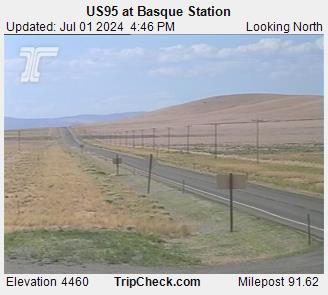 US95 at Basque Station
Updated: Jul 01 2024 4:46 PM Looking North
Elevation 4460 TripCheck.com Milepost 91.62